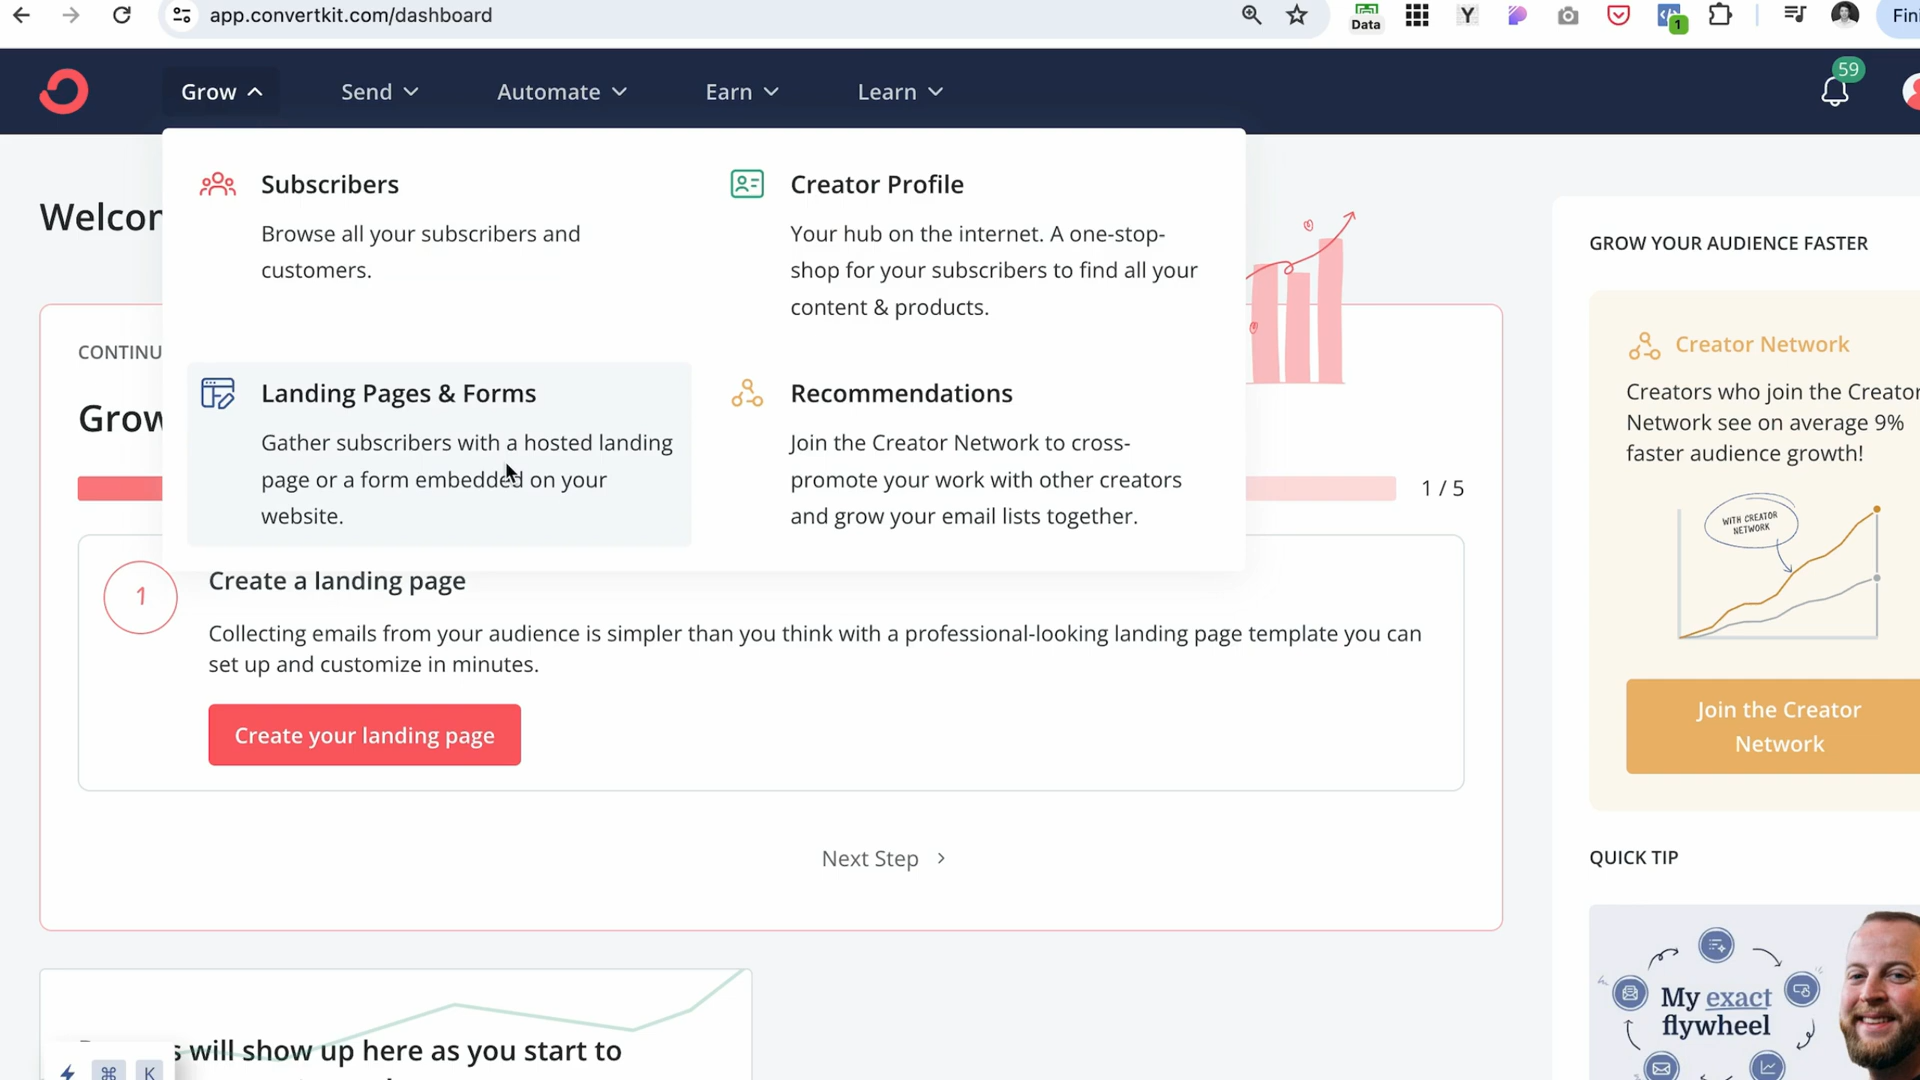 app.convertkit.com/dashboard
Data
Y
1
Fini
Grow
Send
Automate
Earn
Learn
59
Subscribers
Browse all your subscribers and
customers.
Creator Profile
Your hub on the internet. A one-stop-
shop for your subscribers to find all your
content & products.
Landing Pages & Forms
Gather subscribers with a hosted landing
page or a form embedded on your
website.
Recommendations
Join the Creator Network to cross-
promote your work with other creators
and grow your email lists together.
Welcom
CONTINU
Grow
1 / 5
1
Create a landing page
Collecting emails from your audience is simpler than you think with a professional-looking landing page template you can
set up and customize in minutes.
Create your landing page
Next Step
will show up here as you start to
⌘ K
GROW YOUR AUDIENCE FASTER
Creator Network
Creators who join the Creator
Network see on average 9%
faster audience growth!
WITH CREATOR
NETWORK
Join the Creator
Network
QUICK TIP
My exact
flywheel